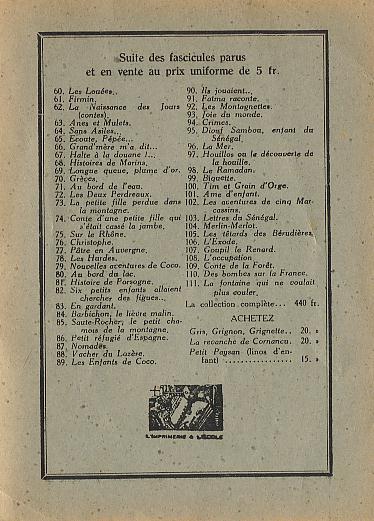 Suite des fascicules parus
et en vente au prix uniforme de 5 fr.
60. Les Louées...
61. Firmin.
62. La Naissance des Jours
(contes).
63. Anes et Mulets.
64. Sans Asiles...
65. Ecoute, Pépée...
66. Grand'mère m'a dit...
67. Halte à la douane !...
68. Histoires de Marins.
69. Longue queue, plume d'or.
70. Grèves.
71. Au bord de l'eau.
72. Les Deux Perdreaux.
73. La petite fille perdue dans
la montagne.
74. Conte d'une petite fille qui
s'était cassé la jambe.
75. Sur le Rhône.
76. Christophe.
77. Pâtre en Auvergne.
78. Les Hardes.
79. Nouvelles aventures de Coco.
80. Au bord du lac.
81. Histoire de Forsogne.
82. Six petits enfants allaient
chercher des figues...
83. En gardant.
84. Barbichon, le lièvre malin.
85. Saute-Rocher, le petit cha-
mois de la montagne.
86. Petit réfugié d'Espagne.
87. Nomades.
88. Vacher du Lozère.
89. Les Enfants de Coco.
90. Ils jouaient...
91. Fatma raconte.
92. Les Montagnettes.
93. Joie du monde.
94. Crimes.
95. Diouf Sambou, enfant du
Sénégal.
96. La Mer.
97. Houillos ou le découverte de
la houille.
98. Le Ramadan.
99. Biquette.
100. Tim et Grain d'Orge.
101. Ame d'enfant.
102. Les aventures de cinq Mar-
cassins.
103. Lettres du Sénégal.
104. Merlin-Merlot.
105. Les têtards des Bérudières.
106. L'Exode.
107. Goupil le Renard.
108. L'occupation
109. Conte de la Forêt.
110. Des bombes sur la France.
111. La fontaine qui ne coulait
plus couler.
La collection complète... 440 fr.
ACHETEZ
Gris, Grignon, Grignette.. 20. »
La revanche de Cornancu. 20. »
Petit Paysan (linos d'en-
fant) ................ 15. »
L'IMPRIMERIE à L'ÉCOLE